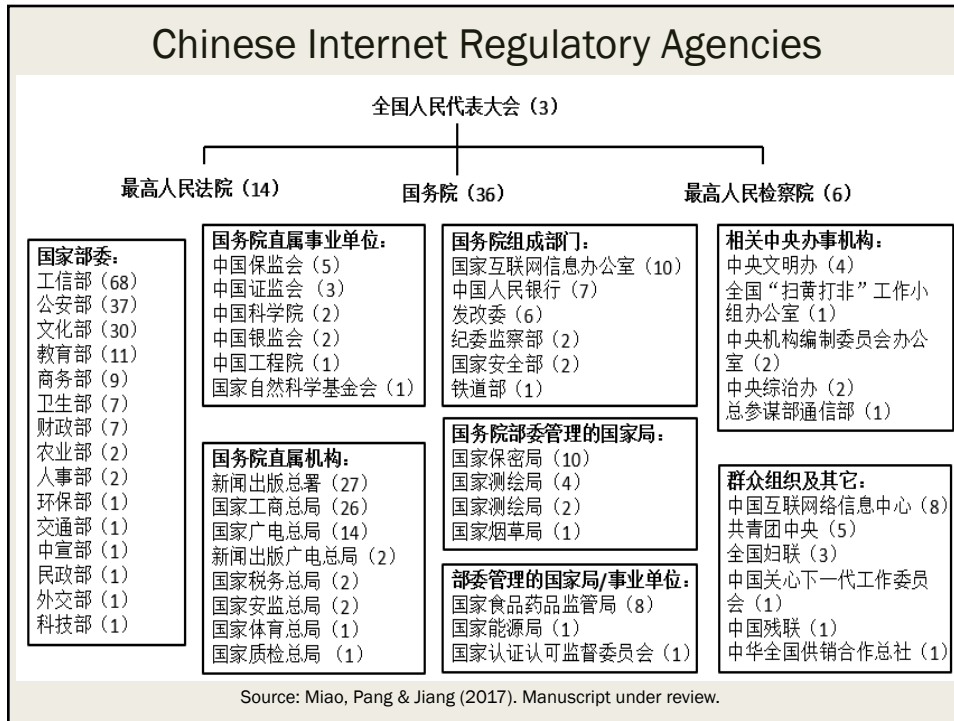 Chinese Internet Regulatory Agencies
全国人民代表大会（3）
最高人民法院（14）
国务院（36）
最高人民检察院（6）
国家部委：
工信部（68）
公安部（37）
文化部（30）
教育部（11）
商务部（9）
卫生部（7）
财政部（7）
农业部（2）
人事部（2）
环保部（1）
交通部（1）
中宣部（1）
民政部（1）
外交部（1）
科技部（1）
国务院直属事业单位：
中国保监会（5）
中国证监会（3）
中国科学院（2）
中国银监会（2）
中国工程院（1）
国家自然科学基金会（1）
国务院直属机构：
新闻出版总署（27）
国家工商总局（26）
国家广电总局（14）
新闻出版广电总局（2）
国家税务总局（2）
国家安监总局（2）
国家体育总局（1）
国家质检总局（1）
国务院组成部门：
国家互联网信息办公室（10）
中国人民银行（7）
发改委（6）
纪委监察部（2）
国家安全部（2）
铁道部（1）
国务院部委管理的国家局：
国家保密局（10）
国家测绘局（4）
国家测绘局（2）
国家烟草局（1）
部委管理的国家局/事业单位：
国家食品药品监管局（8）
国家能源局（1）
国家认证认可监督委员会（1）
相关中央办事机构：
中央文明办（4）
全国“扫黄打非”工作小
组办公室（1）
中央机构编制委员会办公
室（2）
中央综治办（2）
总参谋部通信部（1）
群众组织及其它：
中国互联网络信息中心（8）
共青团中央（5）
全国妇联（3）
中国关心下一代工作委员
会（1）
中国残联（1）
中华全国供销合作总社（1）
Source: Miao, Pang & Jiang (2017). Manuscript under review.